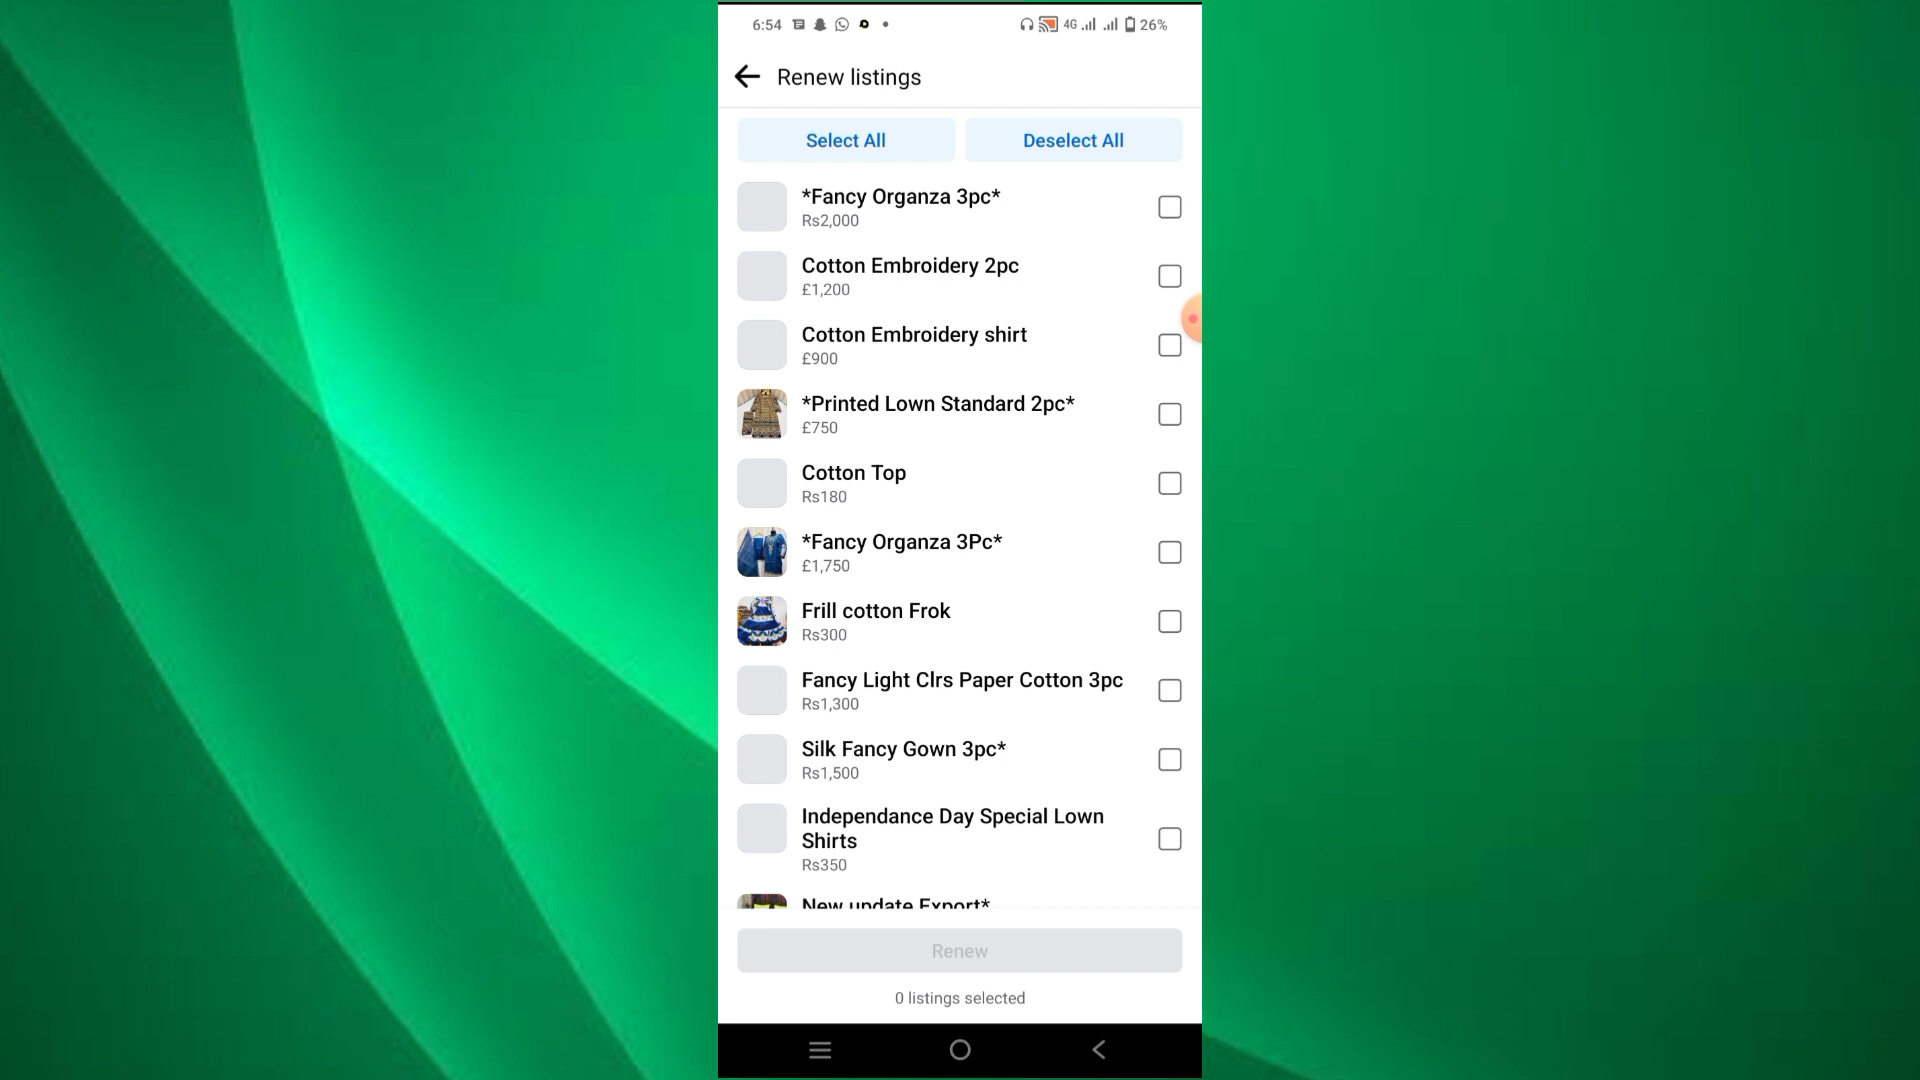 6:54
4G
26%
Renew listings
Select All
Deselect All
*Fancy Organza 3pc*
Rs2,000
Cotton Embroidery 2pc
£1,200
Cotton Embroidery shirt
£900
*Printed Lown Standard 2pc*
£750
Cotton Top
Rs180
*Fancy Organza 3Pc*
£1,750
Frill cotton Frok
Rs300
Fancy Light Clrs Paper Cotton 3pc
Rs1,300
Silk Fancy Gown 3pc*
Rs1,500
Independance Day Special Lown
Shirts
Rs350
New update Export*
Renew
0 listings selected